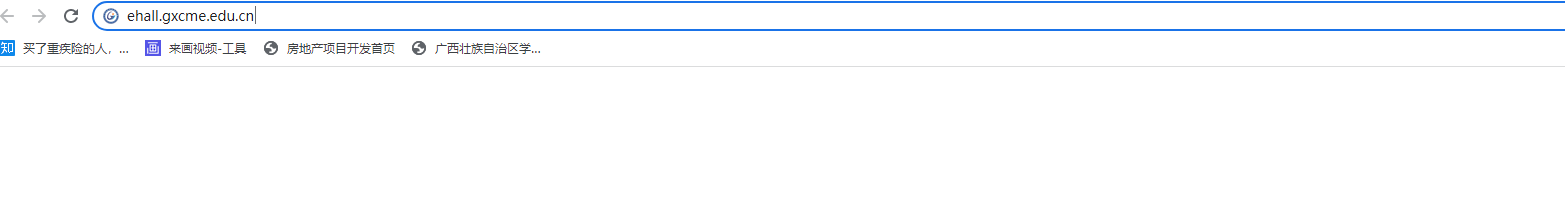 ehall.gxcme.edu.cn
知 买了重疾险的人，... 画 来画视频-工具 房地产项目开发首页 广西壮族自治区学...